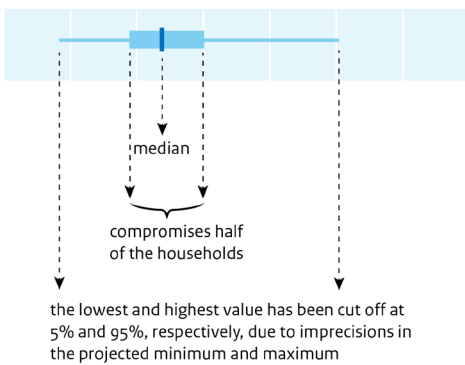 median
compromises half
of the households
the lowest and highest value has been cut off at
5% and 95%, respectively, due to imprecisions in
the projected minimum and maximum